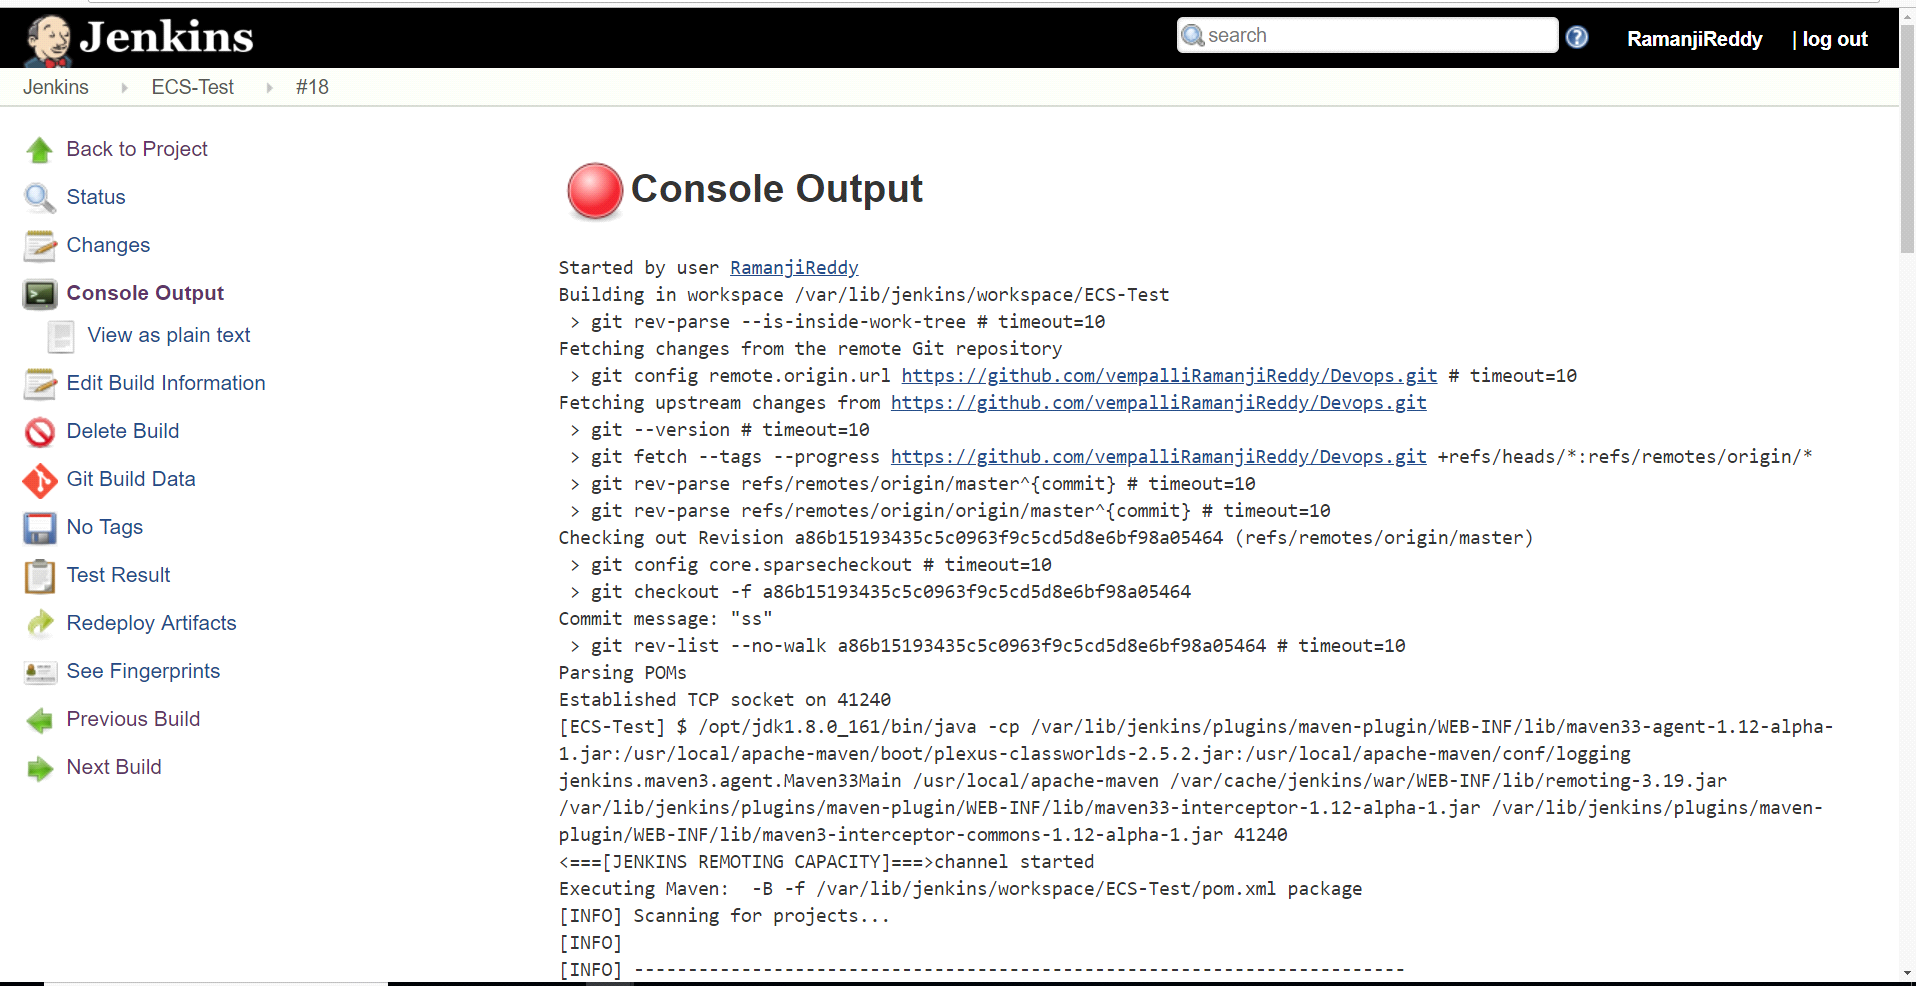 Jenkins
search
RamanjiReddy
| log out
Jenkins
ECS-Test
#18
Back to Project
Status
Changes
Console Output
View as plain text
Edit Build Information
Delete Build
Git Build Data
No Tags
Test Result
Redeploy Artifacts
See Fingerprints
Previous Build
Next Build
Console Output
Started by user RamanjiReddy
Building in workspace /var/lib/jenkins/workspace/ECS-Test
> git rev-parse --is-inside-work-tree # timeout=10
Fetching changes from the remote Git repository
> git config remote.origin.url https://github.com/vempalliRamanjiReddy/Devops.git # timeout=10
Fetching upstream changes from https://github.com/vempalliRamanjiReddy/Devops.git
> git --version # timeout=10
> git fetch --tags --progress https://github.com/vempalliRamanjiReddy/Devops.git +refs/heads/*:refs/remotes/origin/*
> git rev-parse refs/remotes/origin/master^{commit} # timeout=10
> git rev-parse refs/remotes/origin/origin/master^{commit} # timeout=10
Checking out Revision a86b15193435c5c0963f9c5cd5d8e6bf98a05464 (refs/remotes/origin/master)
> git config core.sparsecheckout # timeout=10
> git checkout -f a86b15193435c5c0963f9c5cd5d8e6bf98a05464
Commit message: "ss"
> git rev-list --no-walk a86b15193435c5c0963f9c5cd5d8e6bf98a05464 # timeout=10
Parsing POMs
Established TCP socket on 41240
[ECS-Test] $ /opt/jdk1.8.0_161/bin/java -cp /var/lib/jenkins/plugins/maven-plugin/WEB-INF/lib/maven33-agent-1.12-alpha-
1.jar:/usr/local/apache-maven/boot/plexus-classworlds-2.5.2.jar:/usr/local/apache-maven/conf/logging
jenkins.maven3.agent.Maven33Main /usr/local/apache-maven /var/cache/jenkins/war/WEB-INF/lib/remoting-3.19.jar
/var/lib/jenkins/plugins/maven-plugin/WEB-INF/lib/maven33-interceptor-1.12-alpha-1.jar /var/lib/jenkins/plugins/maven-
plugin/WEB-INF/lib/maven3-interceptor-commons-1.12-alpha-1.jar 41240
<===[JENKINS REMOTING CAPACITY]===>channel started
Executing Maven:  -B -f /var/lib/jenkins/workspace/ECS-Test/pom.xml package
[INFO] Scanning for projects...
[INFO]
[INFO] ------------------------------------------------------------------------